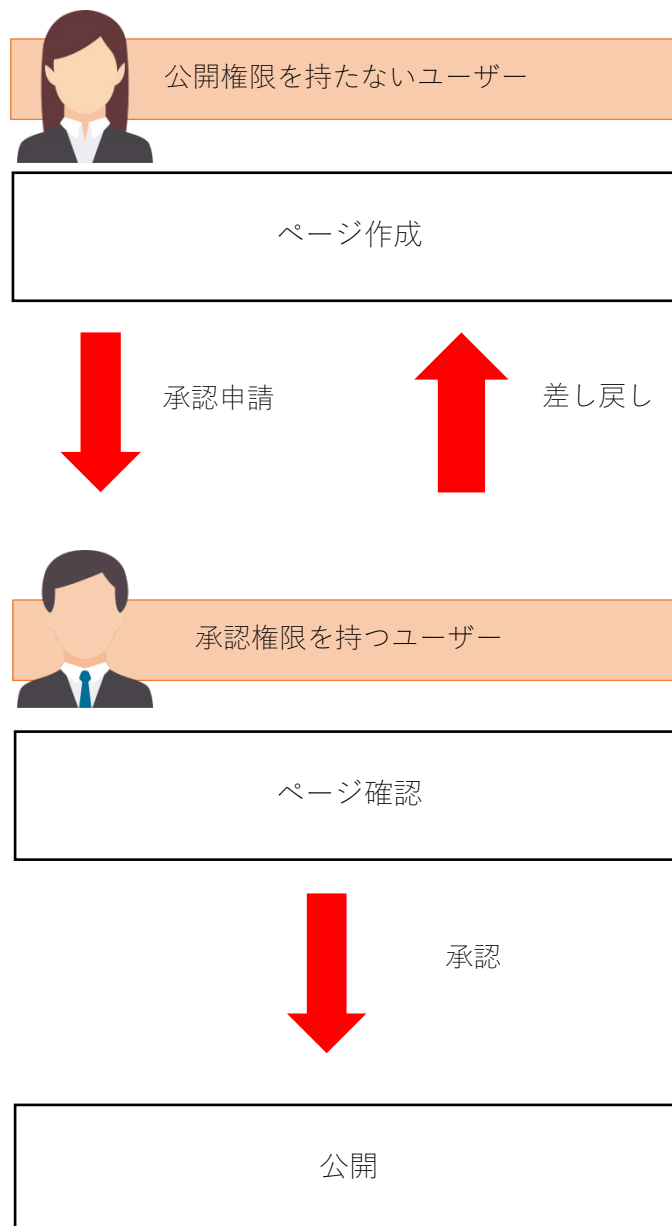 公開権限を持たないユーザー
ページ作成
承認申請
差し戻し
承認権限を持つユーザー
ページ確認
承認
公開